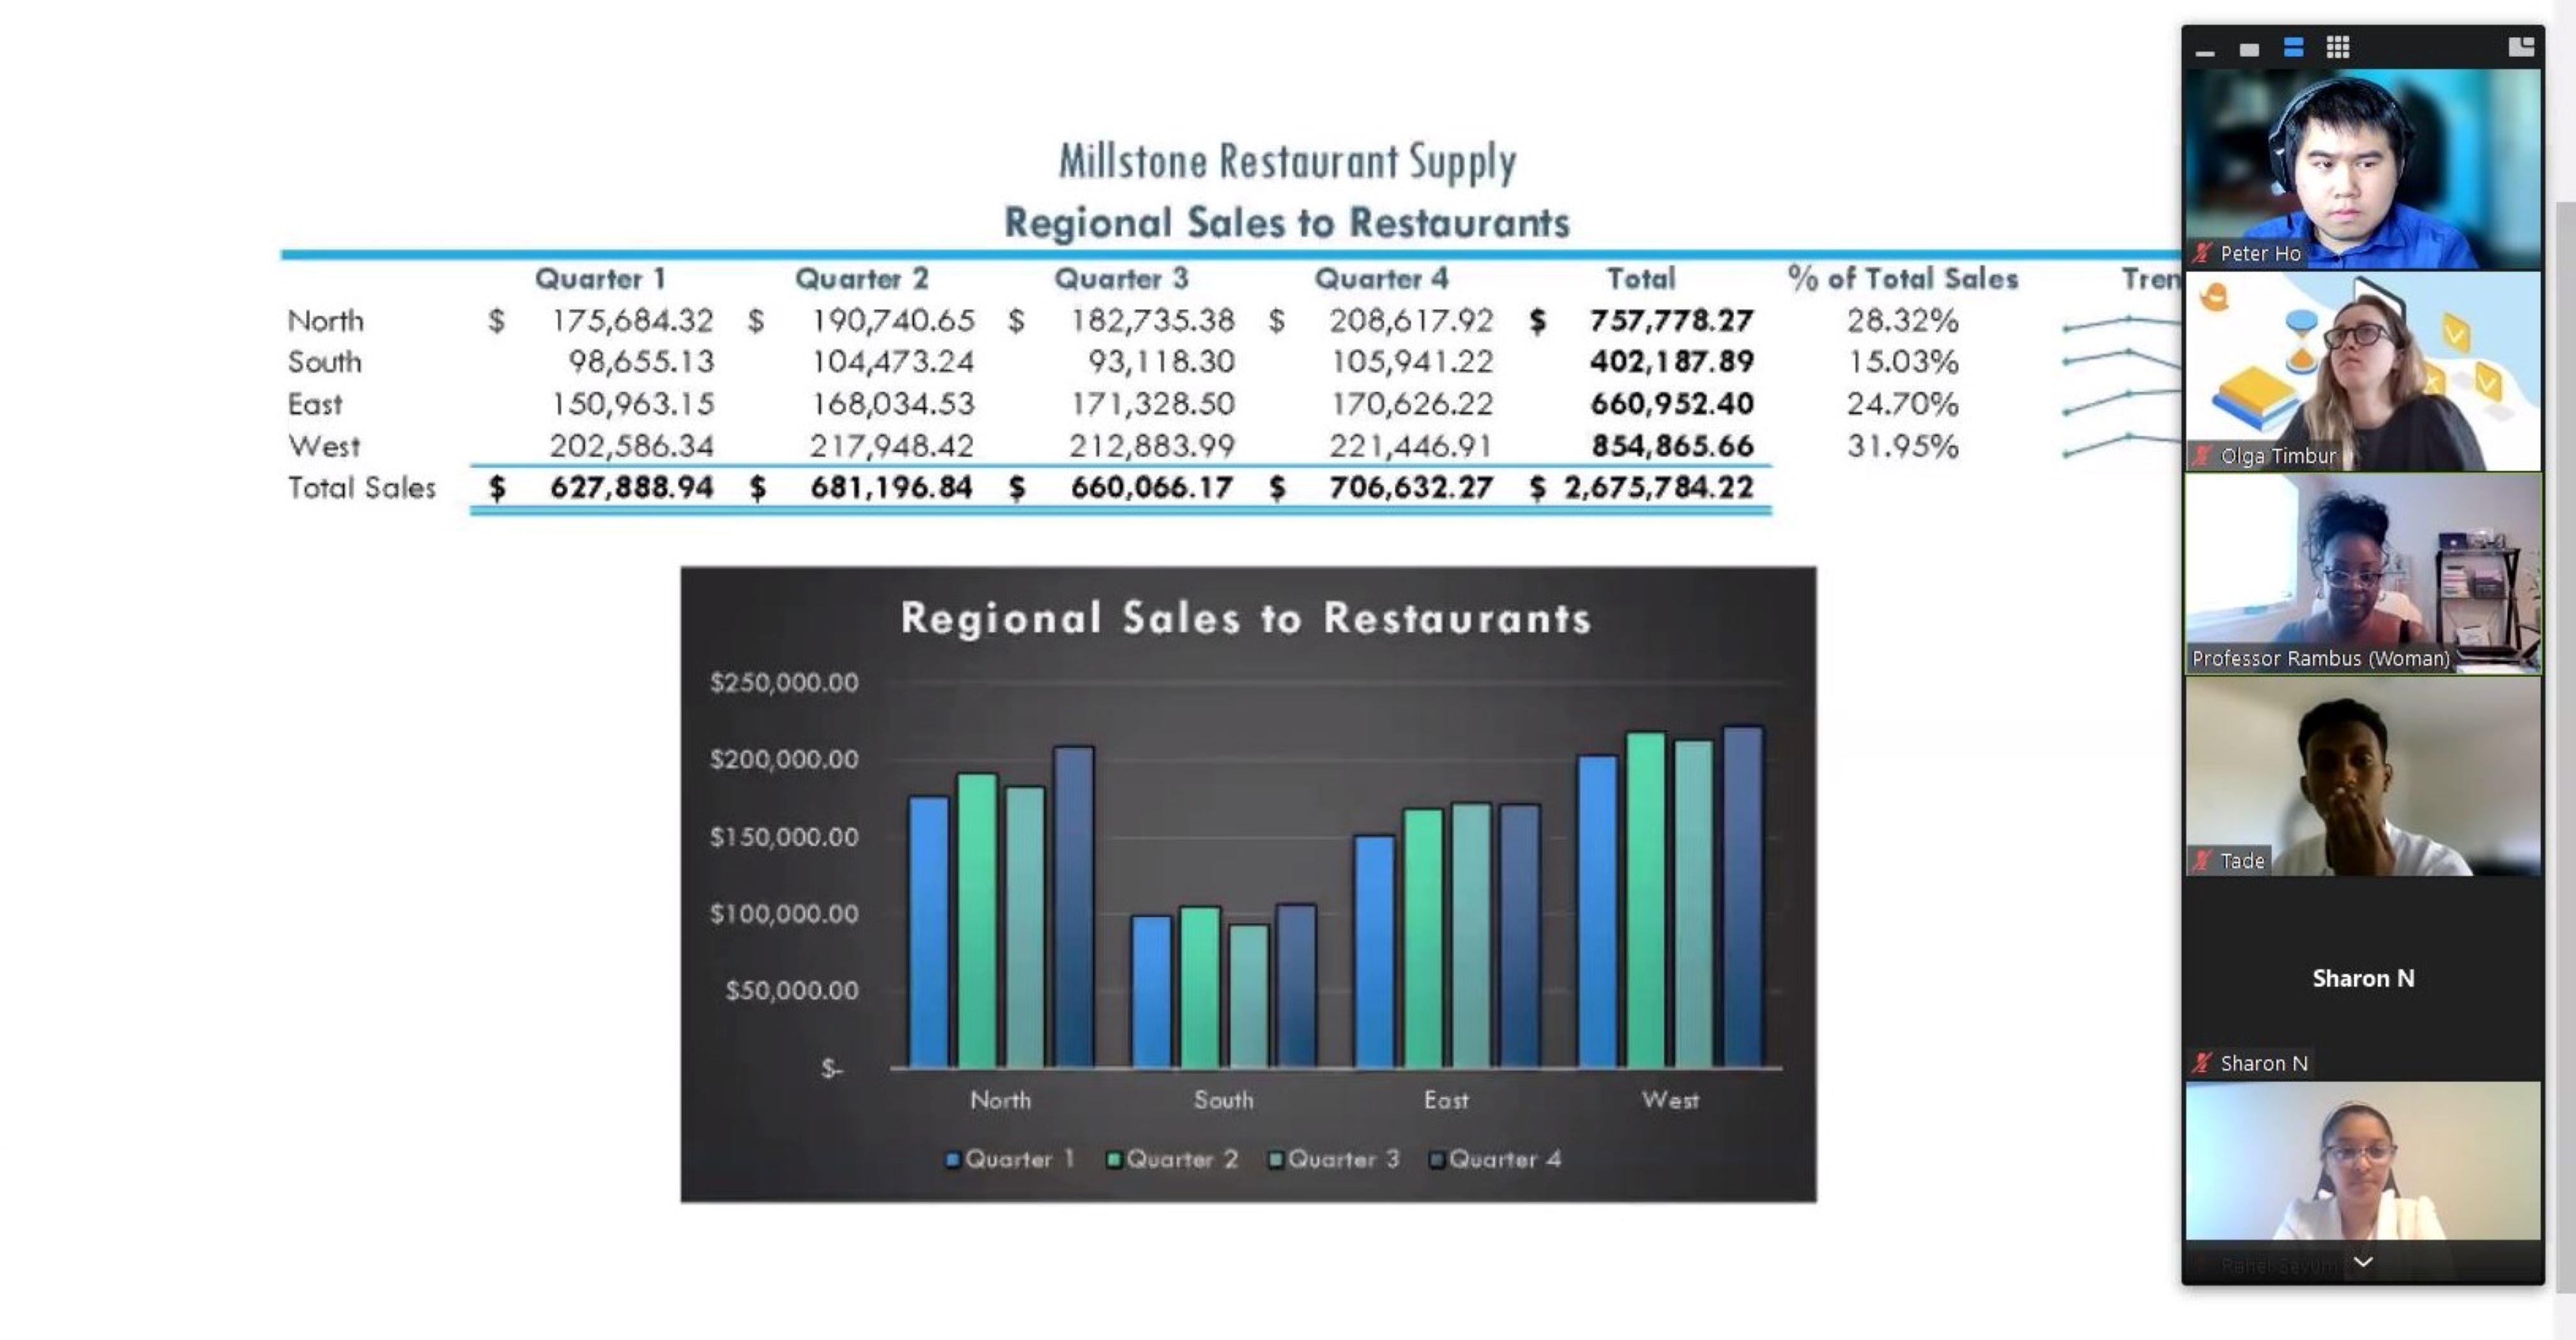 Millstone Restaurant Supply
Regional Sales to Restaurants
Quarter 1 Quarter 2 Quarter 3 Quarter 4 Total % of Total Sales Tren
North $ 175,684.32 $ 190,740.65 $ 182,735.38 $ 208,617.92 $ 757,778.27 28.32%
South 98,655.13 104,473.24 93,118.30 105,941.22 402,187.89 15.03%
East 150,963.15 168,034.53 171,328.50 170,626.22 660,952.40 24.70%
West 202,586.34 217,948.42 212,883.99 221,446.91 854,865.66 31.95%
Total Sales $ 627,888.94 $ 681,196.84 $ 660,066.17 $ 706,632.27 $ 2,675,784.22
Regional Sales to Restaurants
$250,000.00
$200,000.00
$150,000.00
$100,000.00
$50,000.00
$-
North South East West
Quarter 1 Quarter 2 Quarter 3 Quarter 4
Peter Ho
Olga Timbur
Professor Rambus (Woman)
Tade
Sharon N
Sharon N
Rahel Seyum